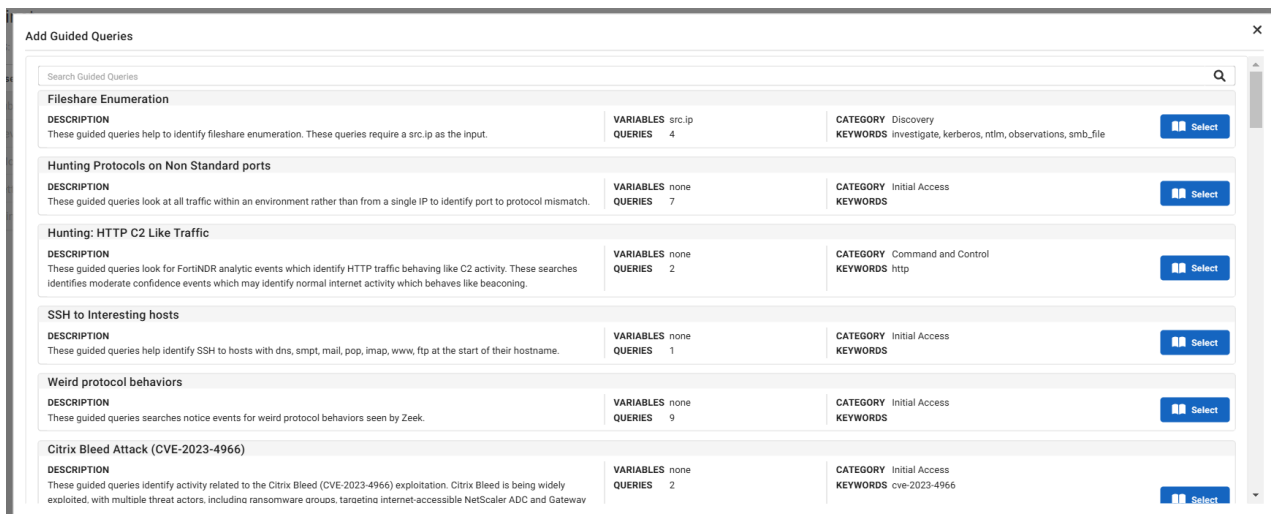 Add Guided Queries
×
Search Guided Queries
Fileshare Enumeration
DESCRIPTION
These guided queries help to identify fileshare enumeration. These queries require a src.ip as the input.
VARIABLES src.ip
QUERIES 4
CATEGORY Discovery
KEYWORDS investigate, kerberos, ntlm, observations, smb_file
Select
Hunting Protocols on Non Standard ports
DESCRIPTION
These guided queries look at all traffic within an environment rather than from a single IP to identify port to protocol mismatch.
VARIABLES none
QUERIES 7
CATEGORY Initial Access
KEYWORDS
Select
Hunting: HTTP C2 Like Traffic
DESCRIPTION
These guided queries look for FortiNDR analytic events which identify HTTP traffic behaving like C2 activity. These searches
identifies moderate confidence events which may identify normal internet activity which behaves like beaconing.
VARIABLES none
QUERIES 2
CATEGORY Command and Control
KEYWORDS http
Select
SSH to Interesting hosts
DESCRIPTION
These guided queries help identify SSH to hosts with dns, smpt, mail, pop, imap, www, ftp at the start of their hostname.
VARIABLES none
QUERIES 1
CATEGORY Initial Access
KEYWORDS
Select
Weird protocol behaviors
DESCRIPTION
These guided queries searches notice events for weird protocol behaviors seen by Zeek.
VARIABLES none
QUERIES 9
CATEGORY Initial Access
KEYWORDS
Select
Citrix Bleed Attack (CVE-2023-4966)
DESCRIPTION
These guided queries identify activity related to the Citrix Bleed (CVE-2023-4966) exploitation. Citrix Bleed is being widely
exploited, with multiple threat actors, including ransomware groups, targeting internet-accessible NetScaler ADC and Gateway
VARIABLES none
QUERIES 2
CATEGORY Initial Access
KEYWORDS cve-2023-4966
Select